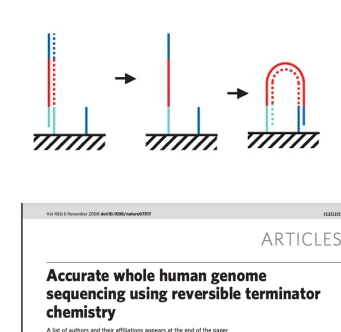 Vol 456|6 November 2008|doi:10.1038/nature07517
ARTICLES
Accurate whole human genome
sequencing using reversible terminator
chemistry
A list of authors and their affiliations appears at the end of the paper